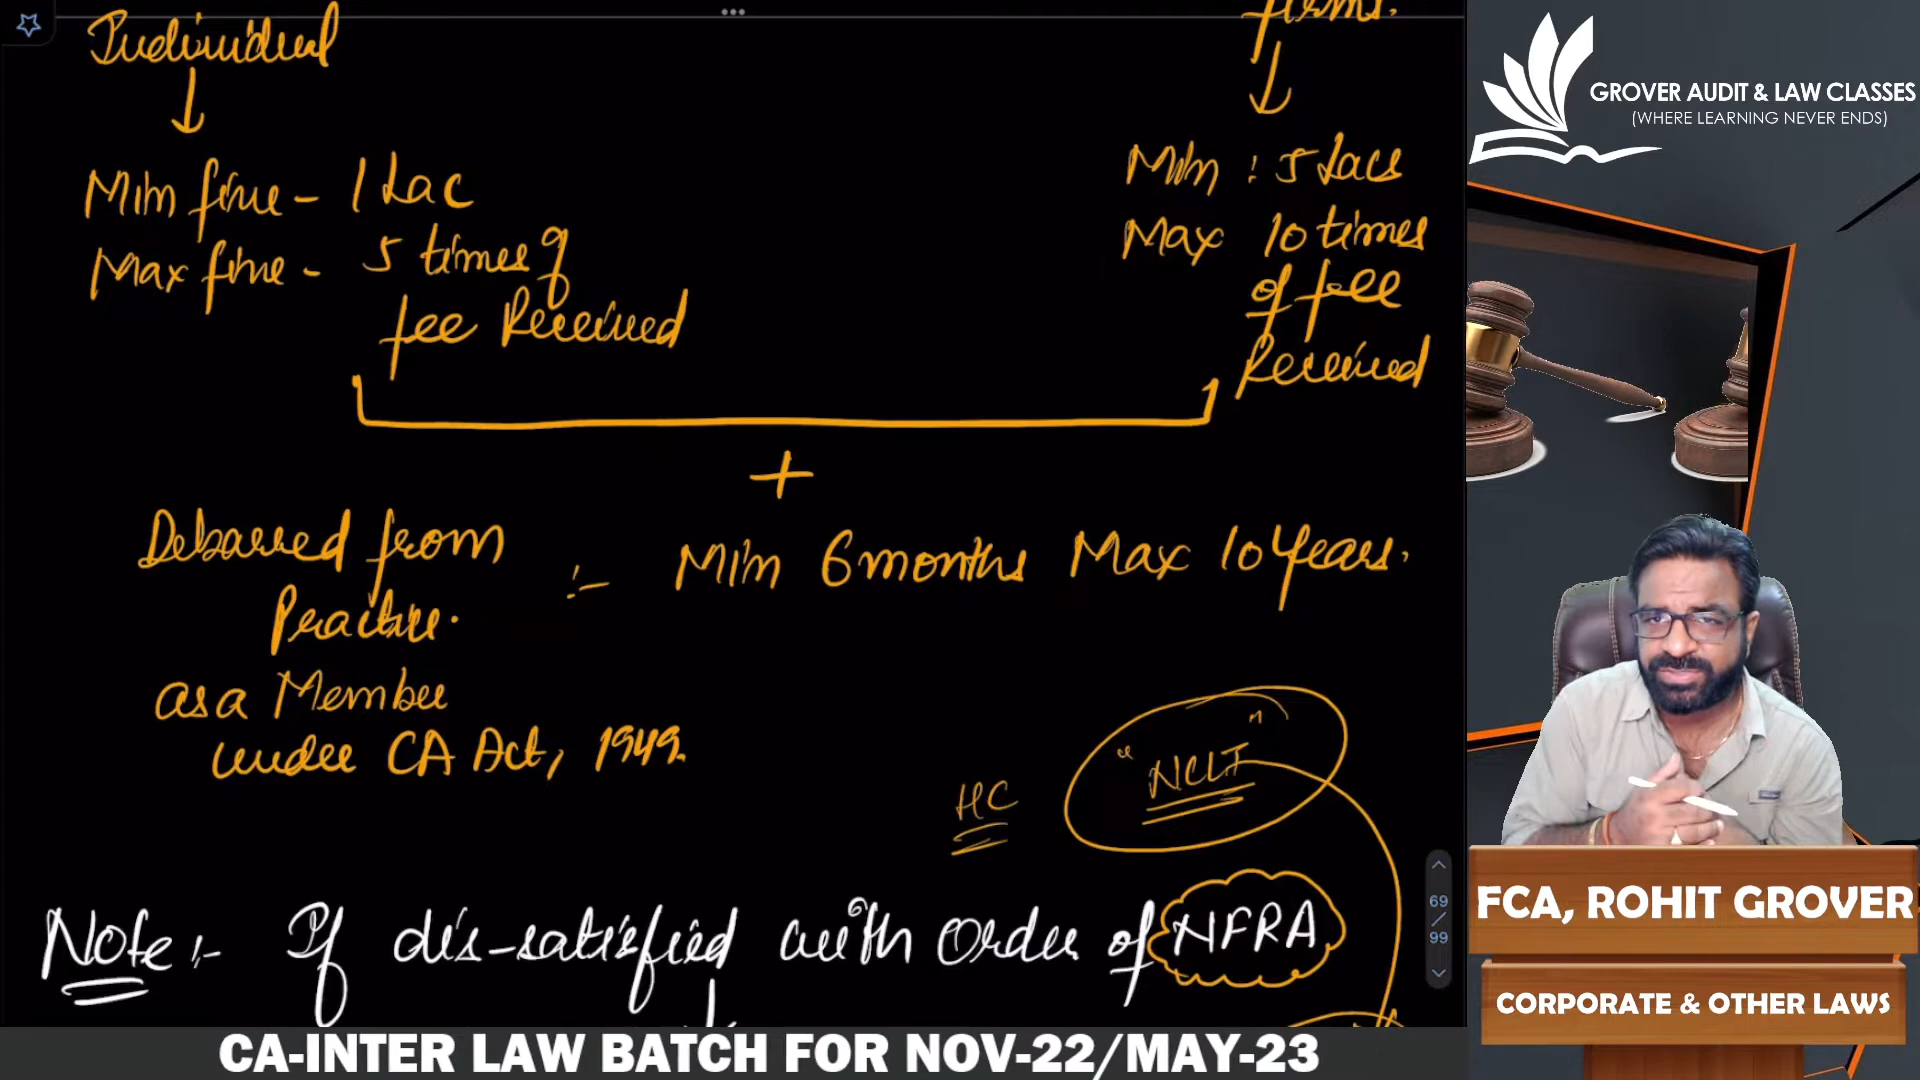 Individual
firms.
Min fine - 1 Lac
Max fine - 5 times of
fee Received
Min : 5 Lacs
Max 10 times
of fee
Received
+
Debarred from
Practice.
:- Min 6 months Max 10 Years.
as a Member
under CA Act, 1949.
HC
"NCLT"
Note :- If dis-satisfied with Order of NFRA
69
/
99
GROVER AUDIT & LAW CLASSES
(WHERE LEARNING NEVER ENDS)
FCA, ROHIT GROVER
CORPORATE & OTHER LAWS
CA-INTER LAW BATCH FOR NOV-22/MAY-23